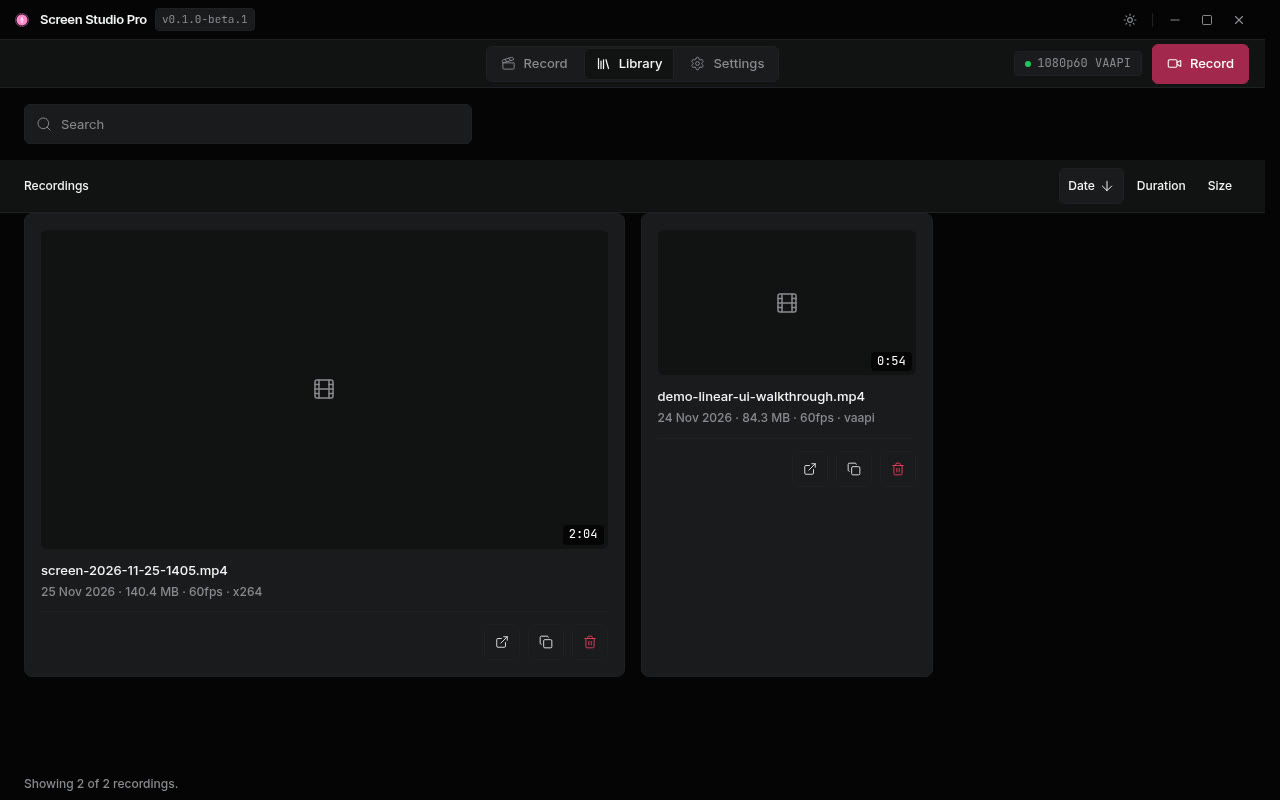 Screen Studio Pro v0.1.0-beta.1
Record Library Settings 1080p60 VAAPI Record
Search
Recordings Date Duration Size
2:04
screen-2026-11-25-1405.mp4
25 Nov 2026 · 140.4 MB · 60fps · x264
0:54
demo-linear-ui-walkthrough.mp4
24 Nov 2026 · 84.3 MB · 60fps · vaapi
Showing 2 of 2 recordings.